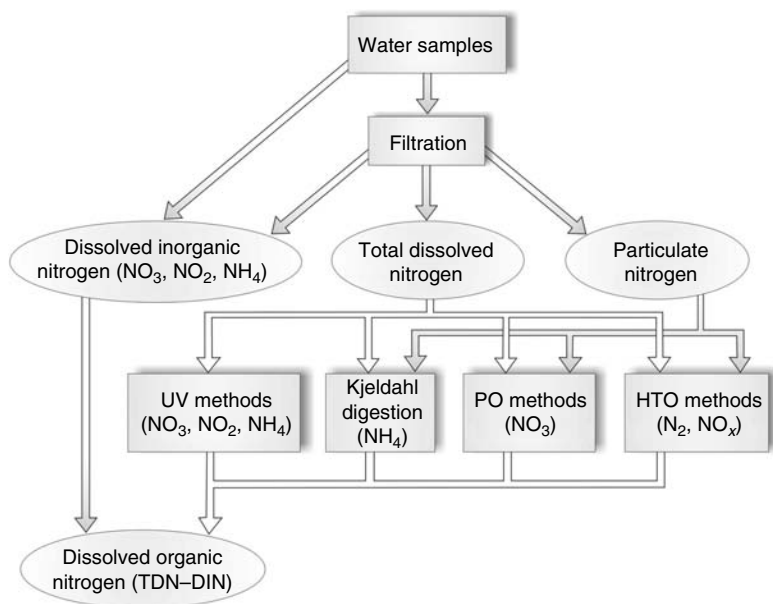 Water samples
Filtration
Dissolved inorganic
nitrogen (NO₃, NO₂, NH₄)
Total dissolved
nitrogen
Particulate
nitrogen
UV methods
(NO₃, NO₂, NH₄)
Kjeldahl
digestion
(NH₄)
PO methods
(NO₃)
HTO methods
(N₂, NOₓ)
Dissolved organic
nitrogen (TDN–DIN)